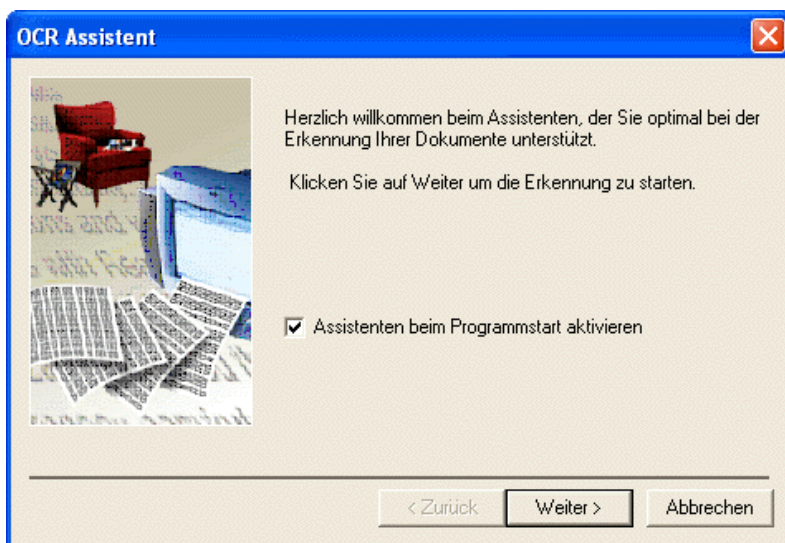 OCR Assistent
Herzlich willkommen beim Assistenten, der Sie optimal bei der
Erkennung Ihrer Dokumente unterstützt.
Klicken Sie auf Weiter um die Erkennung zu starten.
Assistenten beim Programmstart aktivieren
< Zurück
Weiter >
Abbrechen